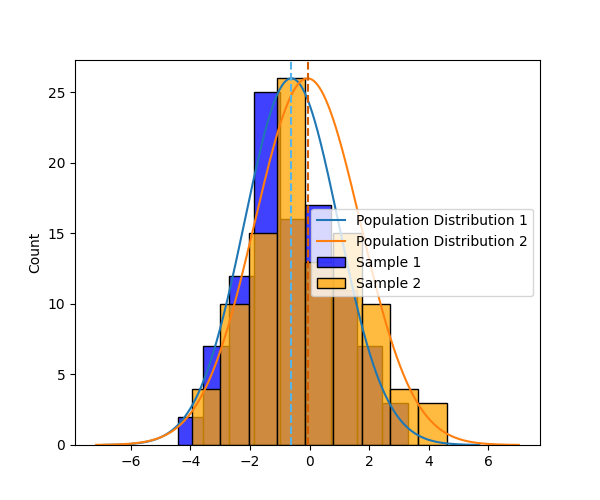 25
20
15
10
5
0
Count
Population Distribution 1
Population Distribution 2
Sample 1
Sample 2
−6
−4
−2
0
2
4
6